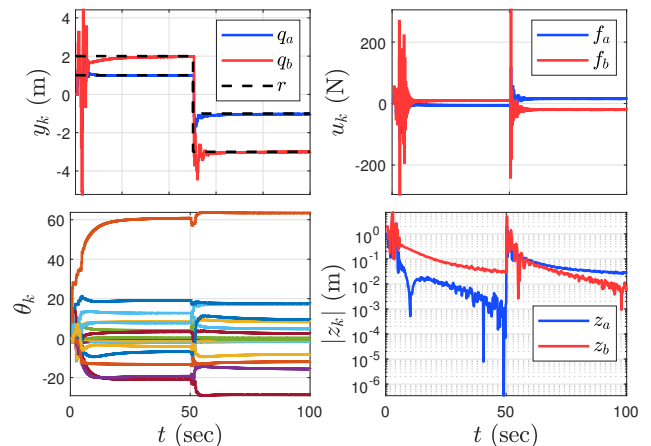 y_k (m)
4
2
0
-2
-4
q_a
q_b
r
u_k (N)
200
0
-200
f_a
f_b
θ_k
60
40
20
0
-20
0
50
100
t (sec)
|z_k| (m)
10^0
10^-1
10^-2
10^-3
10^-4
10^-5
10^-6
z_a
z_b
0
50
100
t (sec)